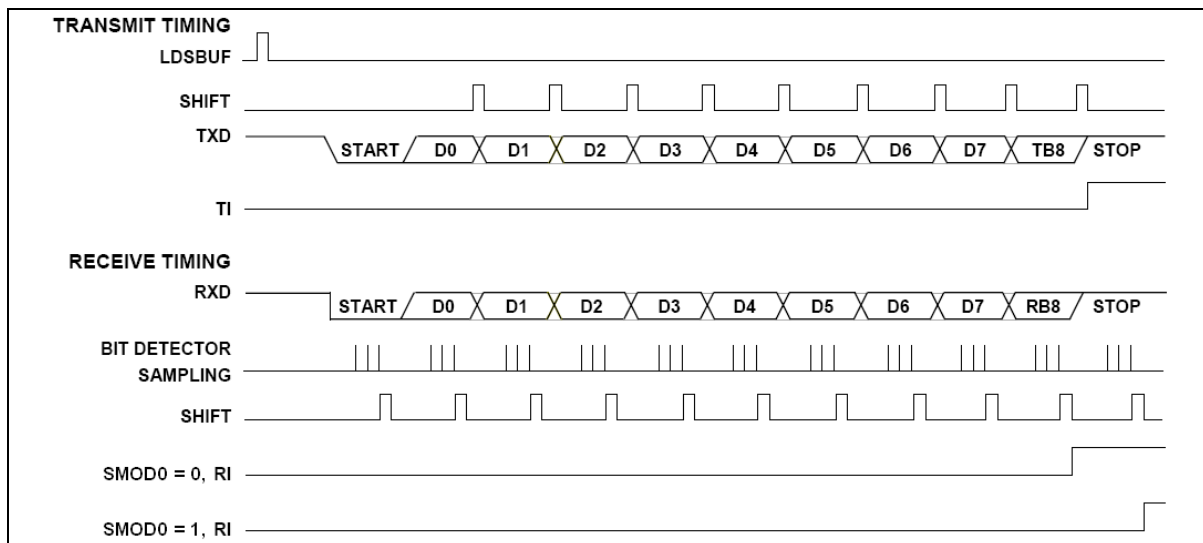 TRANSMIT TIMING
LDSBUF
SHIFT
TXD START D0 D1 D2 D3 D4 D5 D6 D7 TB8 STOP
TI
RECEIVE TIMING
RXD START D0 D1 D2 D3 D4 D5 D6 D7 RB8 STOP
BIT DETECTOR
SAMPLING
SHIFT
SMOD0 = 0, RI
SMOD0 = 1, RI